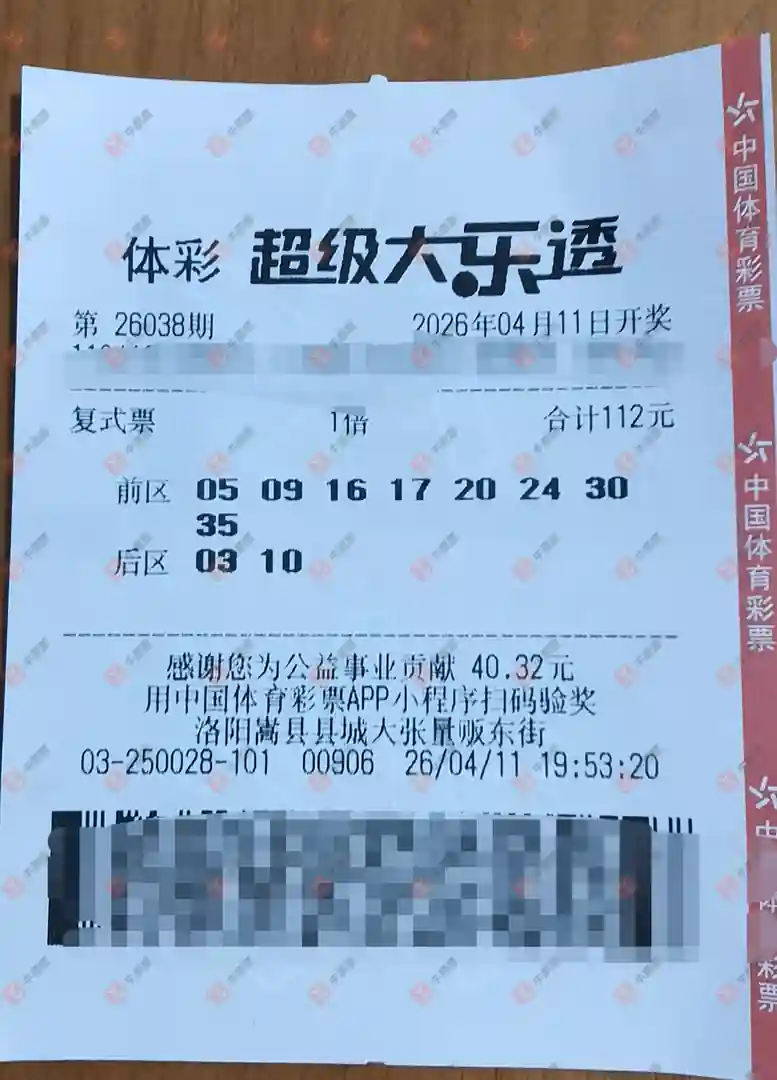 体彩 超级大乐透
第 26038期 2026年04月11日开奖
复式票 1倍 合计112元
前区 05 09 16 17 20 24 30
35
后区 03 10
感谢您为公益事业贡献 40.32元
用中国体育彩票APP小程序扫码验奖
洛阳嵩县县城大张量贩东街
03-250028-101 00906 26/04/11 19:53:20
中国体育彩票
中国体育彩票
中
彩票